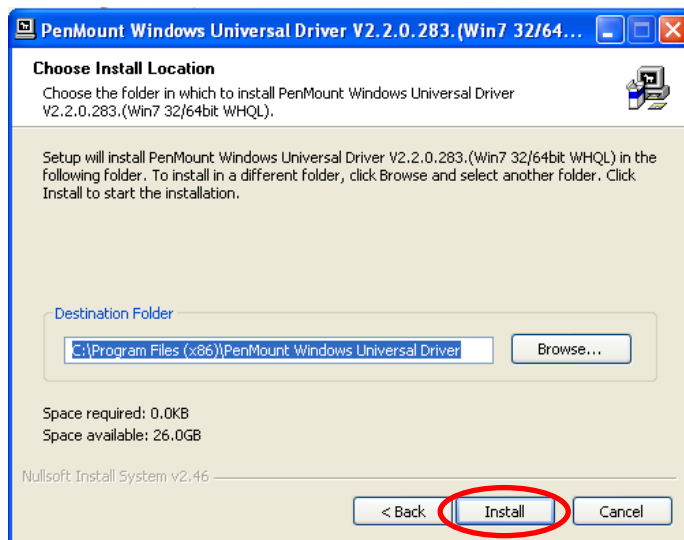 PenMount Windows Universal Driver V2.2.0.283.(Win7 32/64...
Choose Install Location
Choose the folder in which to install PenMount Windows Universal Driver
V2.2.0.283.(Win7 32/64bit WHQL).
Setup will install PenMount Windows Universal Driver V2.2.0.283.(Win7 32/64bit WHQL) in the
following folder. To install in a different folder, click Browse and select another folder. Click
Install to start the installation.
Destination Folder
C:\Program Files (x86)\PenMount Windows Universal Driver
Browse...
Space required: 0.0KB
Space available: 26.0GB
Nullsoft Install System v2.46
< Back Install Cancel